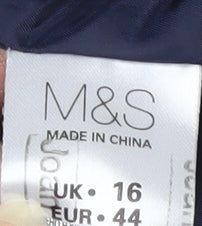 M&S
MADE IN CHINA
UK • 16
EUR • 44